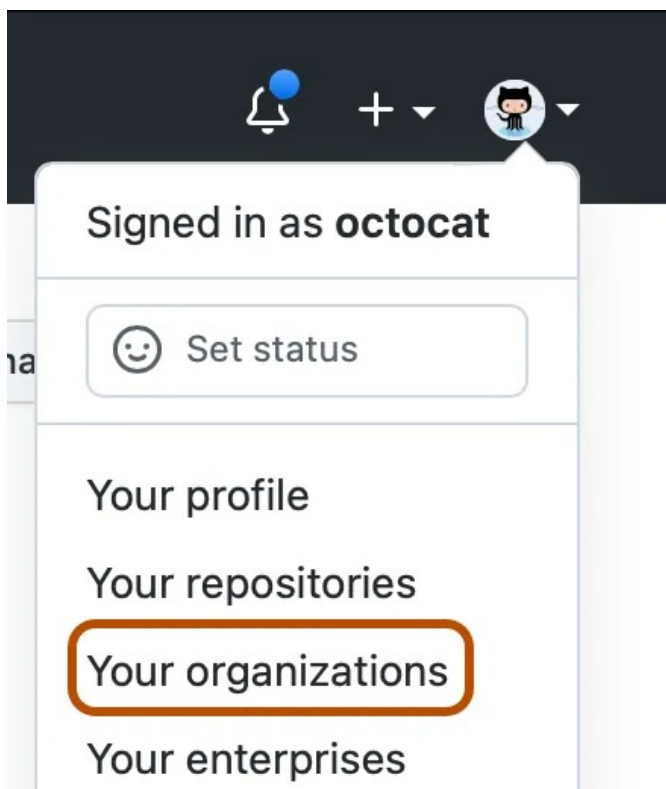 Signed in as octocat
Set status
Your profile
Your repositories
Your organizations
Your enterprises